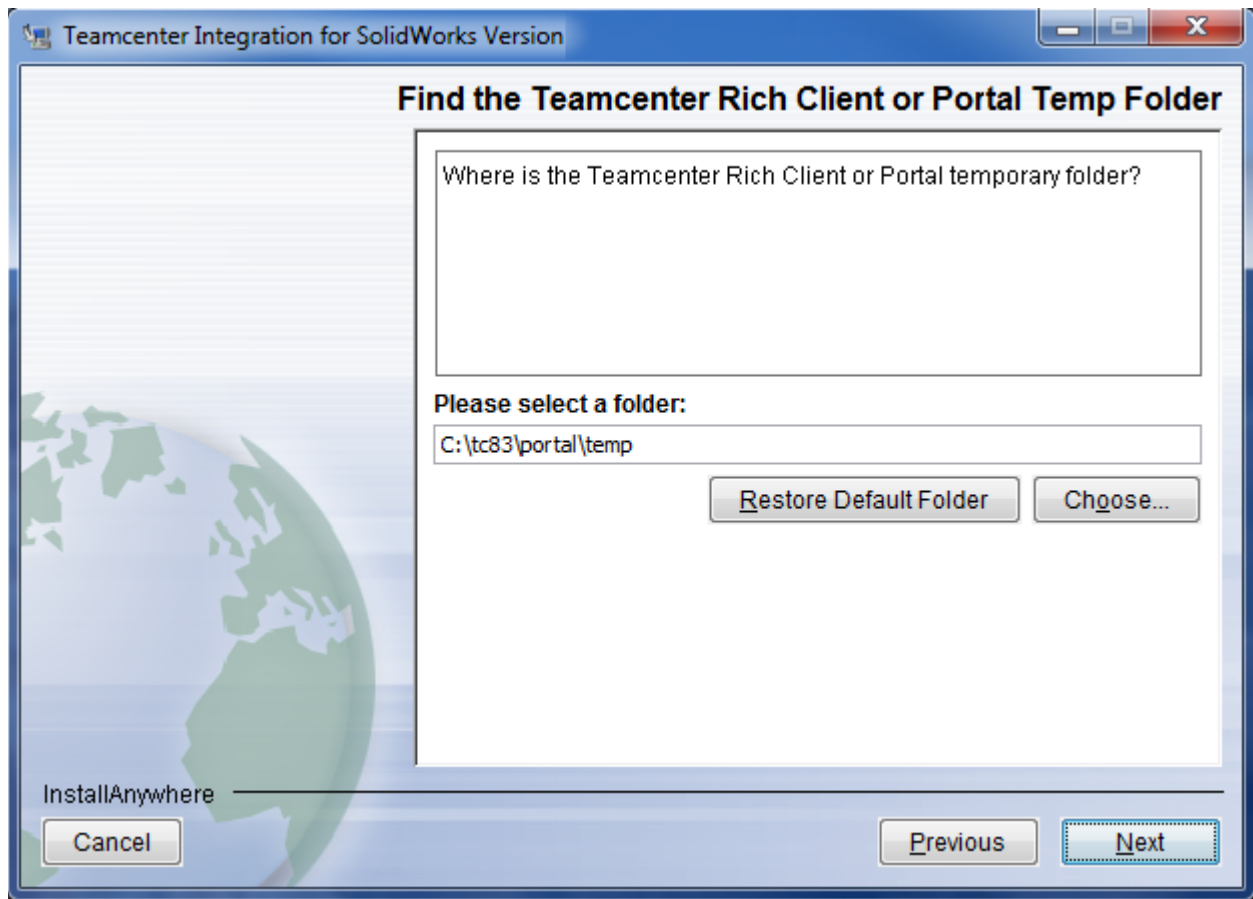 Teamcenter Integration for SolidWorks Version
Find the Teamcenter Rich Client or Portal Temp Folder
Where is the Teamcenter Rich Client or Portal temporary folder?
Please select a folder:
C:\tc83\portal\temp
Restore Default Folder
Choose...
InstallAnywhere
Cancel
Previous
Next